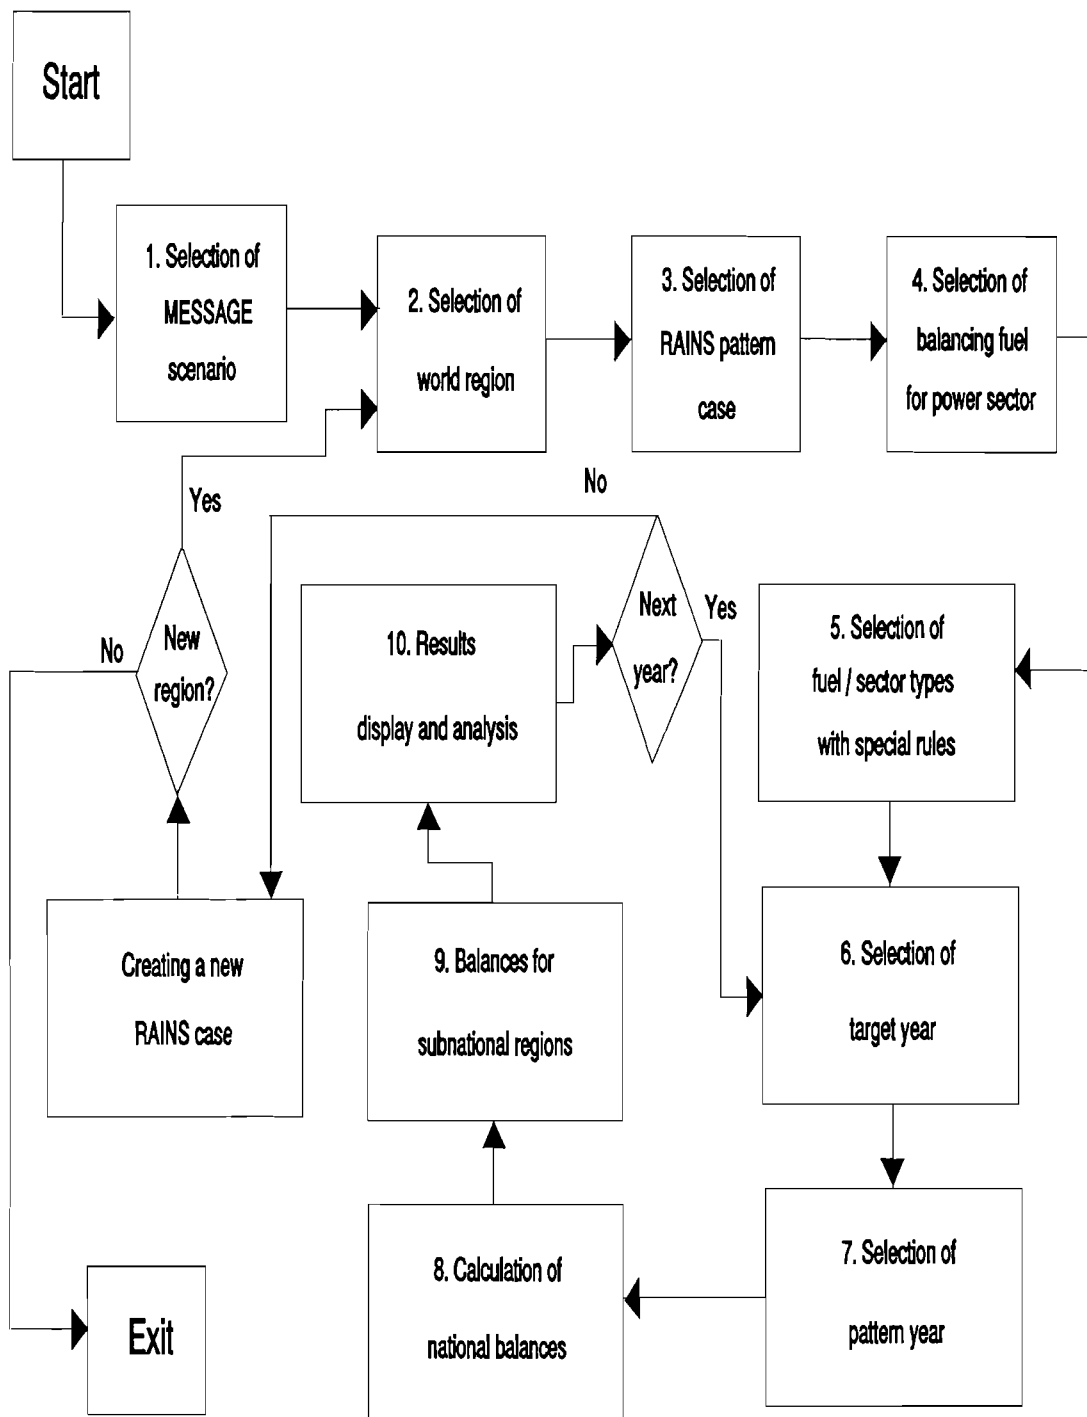 Start
1. Selection of
MESSAGE
scenario
2. Selection of
world region
3. Selection of
RAINS pattern
case
4. Selection of
balancing fuel
for power sector
Yes
No
New
region?
No
Next
year?
Yes
5. Selection of
fuel / sector types
with special rules
10. Results
display and analysis
Creating a new
RAINS case
9. Balances for
subnational regions
6. Selection of
target year
7. Selection of
pattern year
8. Calculation of
national balances
Exit